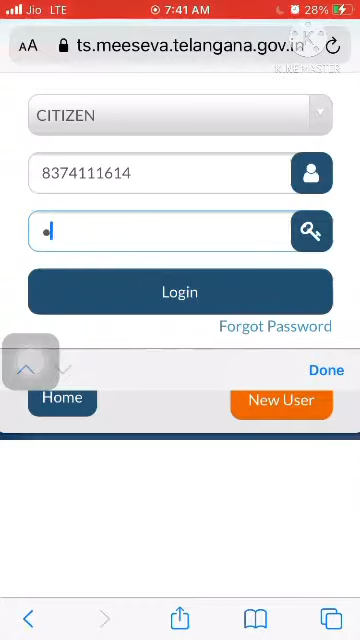 Jio LTE 7:41 AM 28%
AA ts.meeseva.telangana.gov.in
KINEMASTER
CITIZEN
8374111614
Login
Forgot Password
Done
Home New User